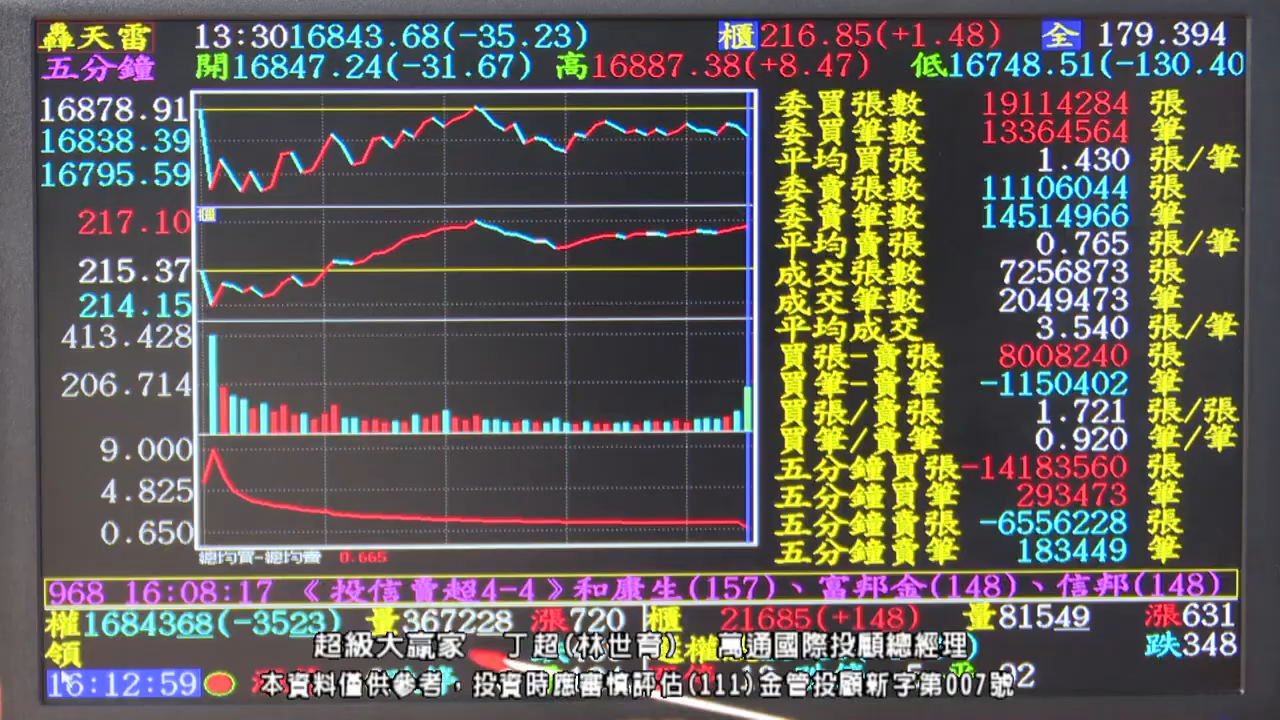 轟天雷 13:30 16843.68(-35.23) 櫃 216.85(+1.48) 全 179.394
五分鐘 開16847.24(-31.67) 高16887.38(+8.47) 低16748.51(-130.40
16878.91
16838.39
16795.59
217.10
櫃
215.37
214.15
413.428
206.714
9.000
4.825
0.650
總均買-總均賣 0.665
委買張數 19114284 張
委買筆數 13364564 筆
平均買張 1.430 張/筆
委賣張數 11106044 張
委賣筆數 14514966 筆
平均賣張 0.765 張/筆
成交張數 7256873 張
成交筆數 2049473 筆
平均成交 3.540 張/筆
買張-賣張 8008240 張
買筆-賣筆 -1150402 筆
買張/賣張 1.721 張/張
買筆/賣筆 0.920 筆/筆
五分鐘買張-14183560 張
五分鐘買筆 293473 筆
五分鐘賣張 -6556228 張
五分鐘賣筆 183449 筆
968 16:08:17 《投信賣超4-4》和康生(157)、富邦金(148)、信邦(148)
權1684368(-3523) 量367228 漲720 櫃 21685(+148) 量81549 漲631
領 跌348
超級大贏家 丁超(林世育) 萬通國際投顧總經理
16:12:59
本資料僅供參考，投資時應審慎評估(111)金管投顧新字第007號